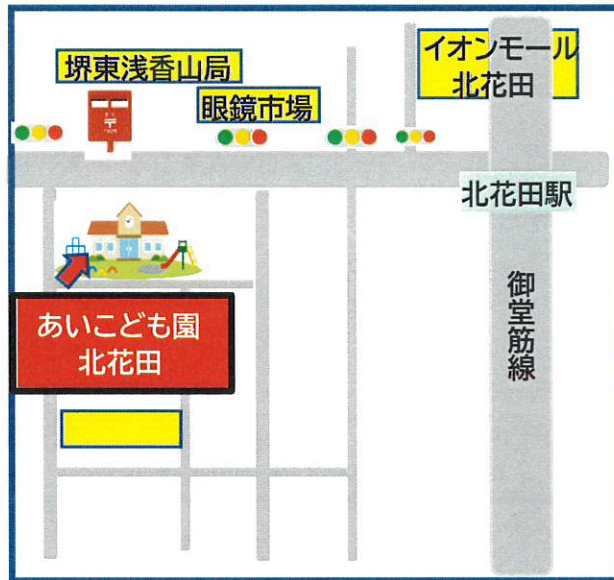 堺東浅香山局
眼鏡市場
イオンモール
北花田
北花田駅
御堂筋線
あいこども園
北花田